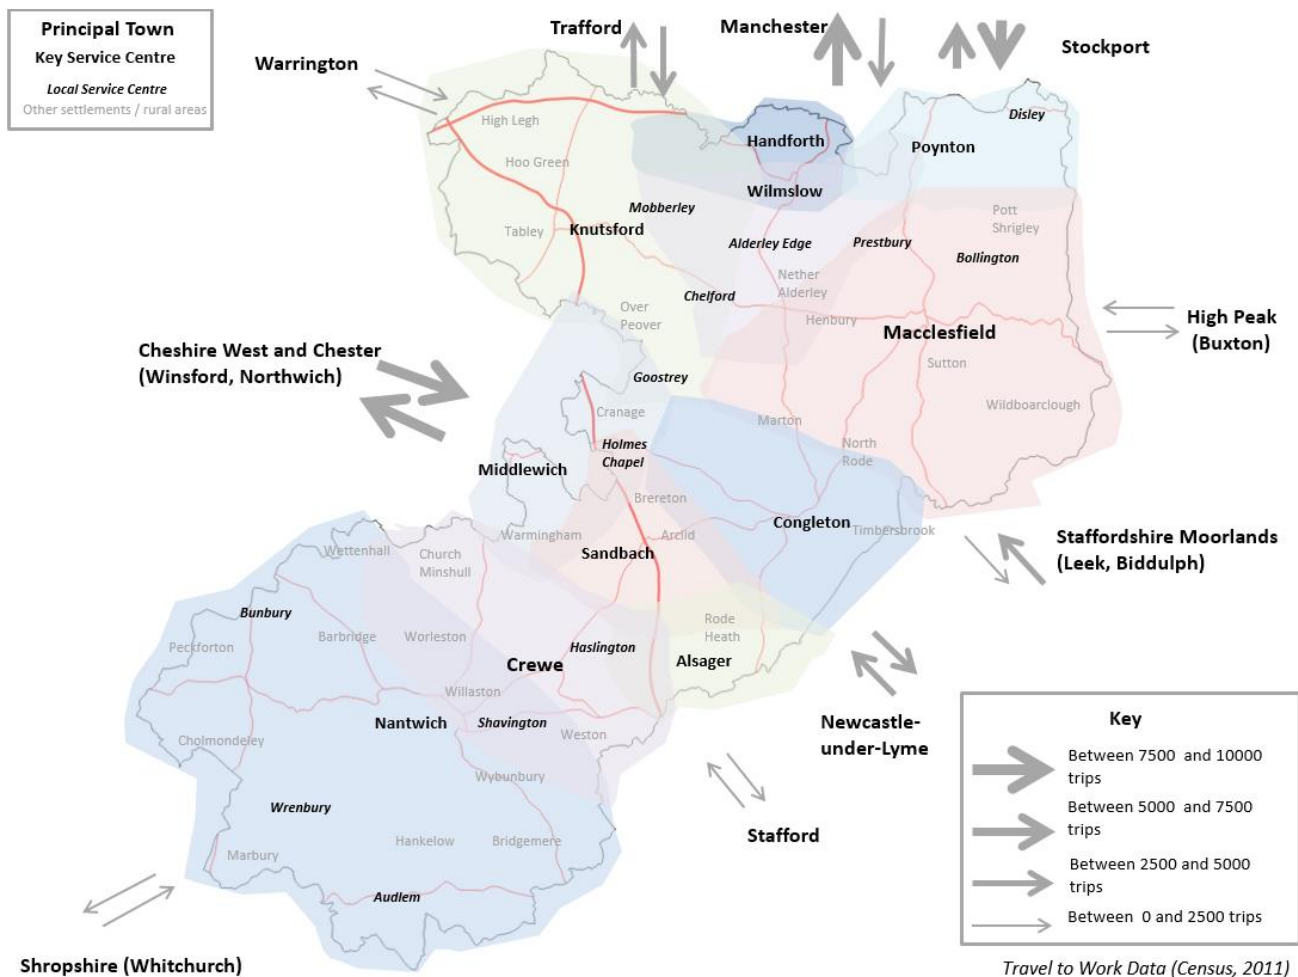 Principal Town
Key Service Centre
Local Service Centre
Other settlements / rural areas
Trafford
Manchester
Stockport
Warrington
Disley
High Legh
Handforth
Poynton
Hoo Green
Wilmslow
Mobberley
Pott
Shrigley
Tabley
Knutsford
Alderley Edge
Prestbury
Bollington
Nether
Alderley
Chelford
Over
Peover
Henbury
Macclesfield
High Peak
(Buxton)
Cheshire West and Chester
(Winsford, Northwich)
Sutton
Goostrey
Cranage
Wildboarclough
Marton
North
Rode
Holmes
Chapel
Middlewich
Brereton
Congleton
Timbersbrook
Warmingham
Arclid
Sandbach
Staffordshire Moorlands
(Leek, Biddulph)
Wettenhall
Church
Minshull
Bunbury
Barbridge
Worleston
Haslington
Rode
Heath
Peckforton
Crewe
Alsager
Willaston
Nantwich
Shavington
Weston
Cholmondeley
Newcastle-
under-Lyme
Wybunbury
Wrenbury
Hankelow
Bridgemere
Stafford
Marbury
Audlem
Shropshire (Whitchurch)
Key
Between 7500 and 10000
trips
Between 5000 and 7500
trips
Between 2500 and 5000
trips
Between 0 and 2500 trips
Travel to Work Data (Census, 2011)